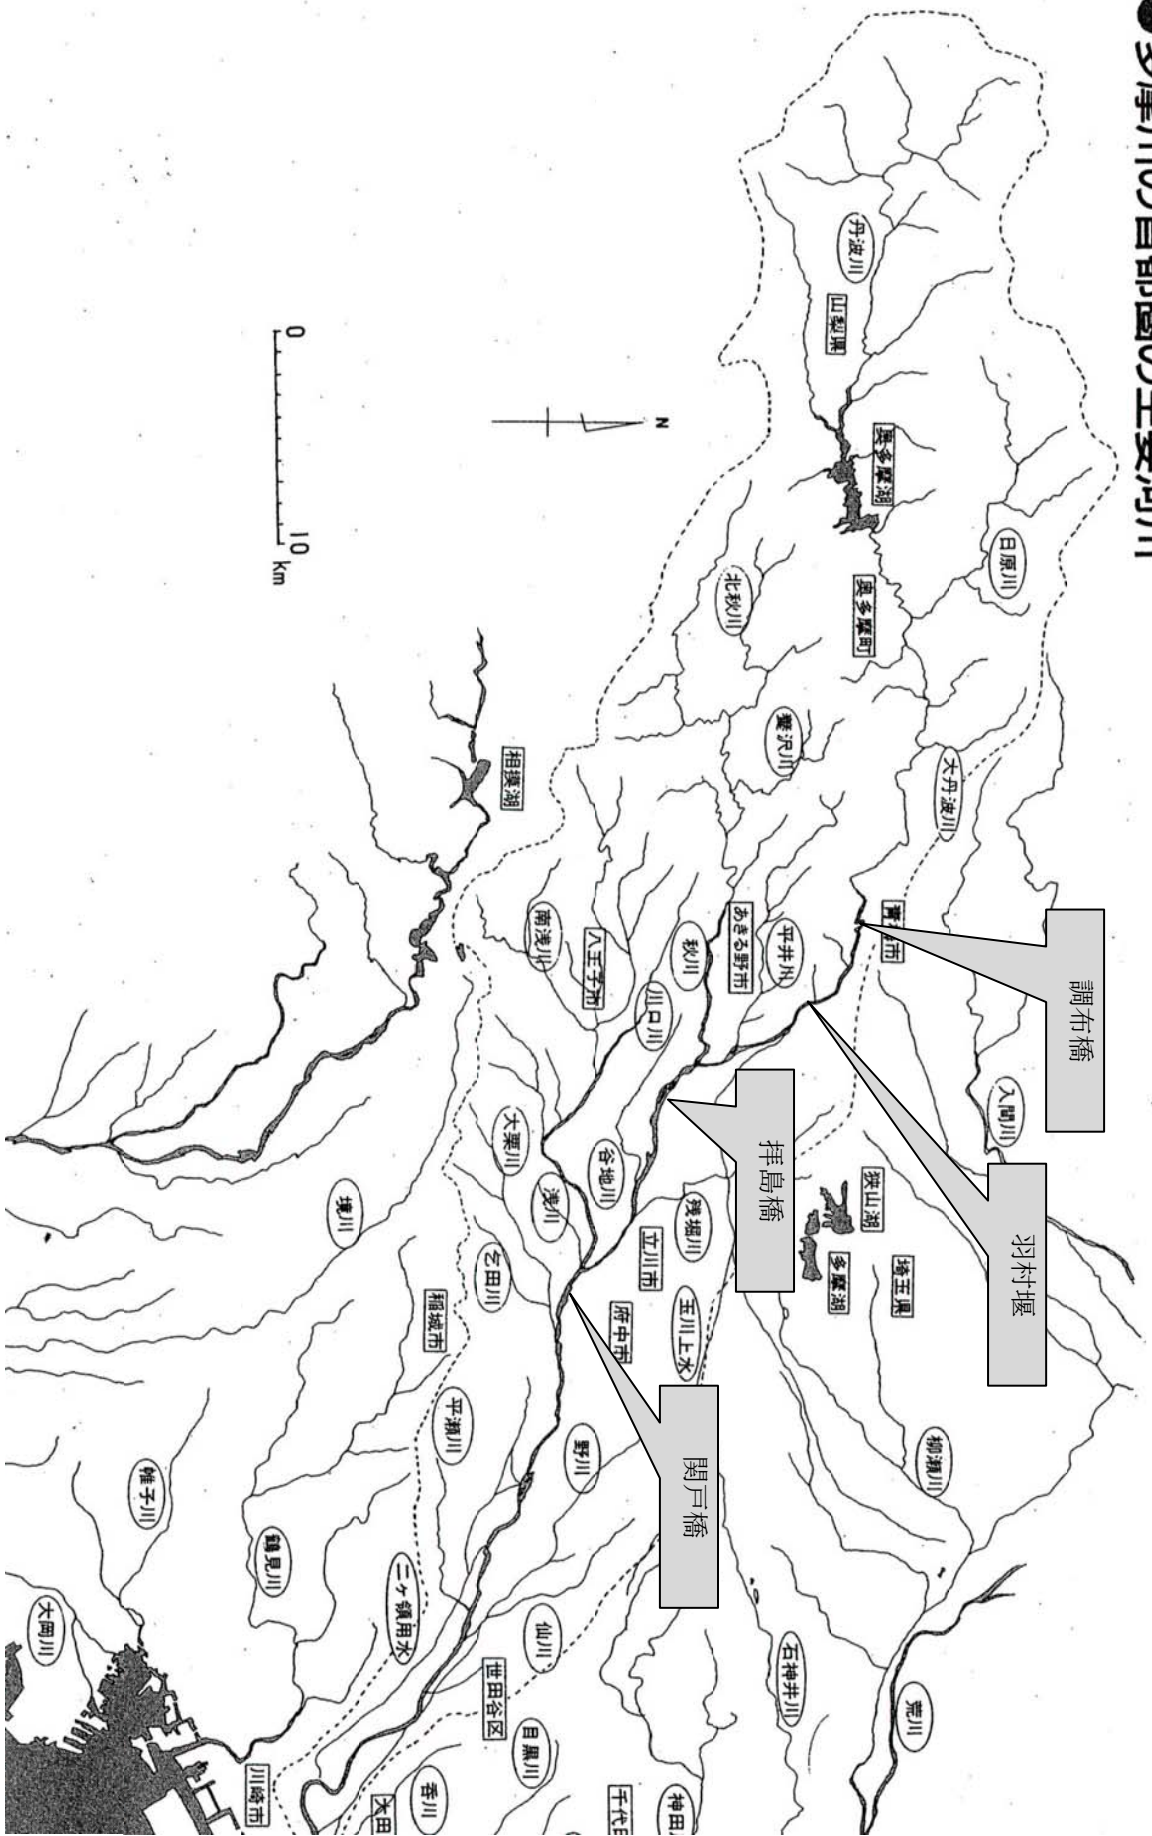 多摩川の首都圏の主要河川
調布橋
羽村堰
日原川
大丹波川
入間川
柳瀬川
荒川
丹波川
山梨県
奥多摩湖
奥多摩町
狭山湖
多摩湖
埼玉県
養沢川
平井川
あきる野市
拝島橋
石神井川
北秋川
秋川
川口川
残堀川
玉川上水
関戸橋
神田
立川市
府中市
千代田
N
南浅川
八王子市
谷地川
浅川
野川
仙川
目黒川
相摸湖
大栗川
乞田川
世田谷区
稲城市
平瀬川
二ヶ領用水
呑川
大田
境川
0
10
km
鶴見川
川崎市
帷子川
大岡川